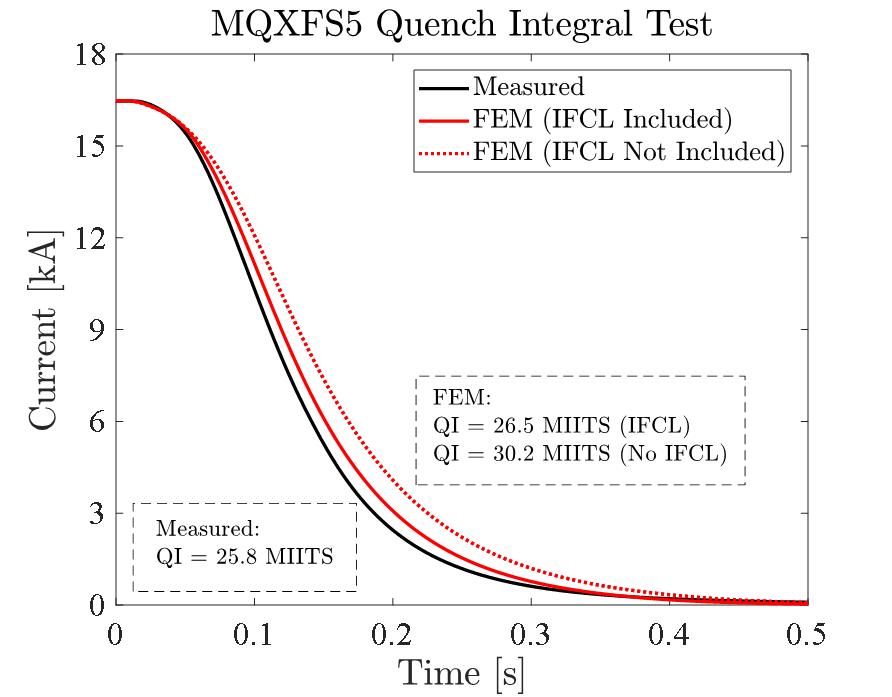 MQXFS5 Quench Integral Test
18
15
12
9
6
3
0
Current [kA]
Measured
FEM (IFCL Included)
FEM (IFCL Not Included)
FEM:
QI = 26.5 MIITS (IFCL)
QI = 30.2 MIITS (No IFCL)
Measured:
QI = 25.8 MIITS
0 0.1 0.2 0.3 0.4 0.5
Time [s]